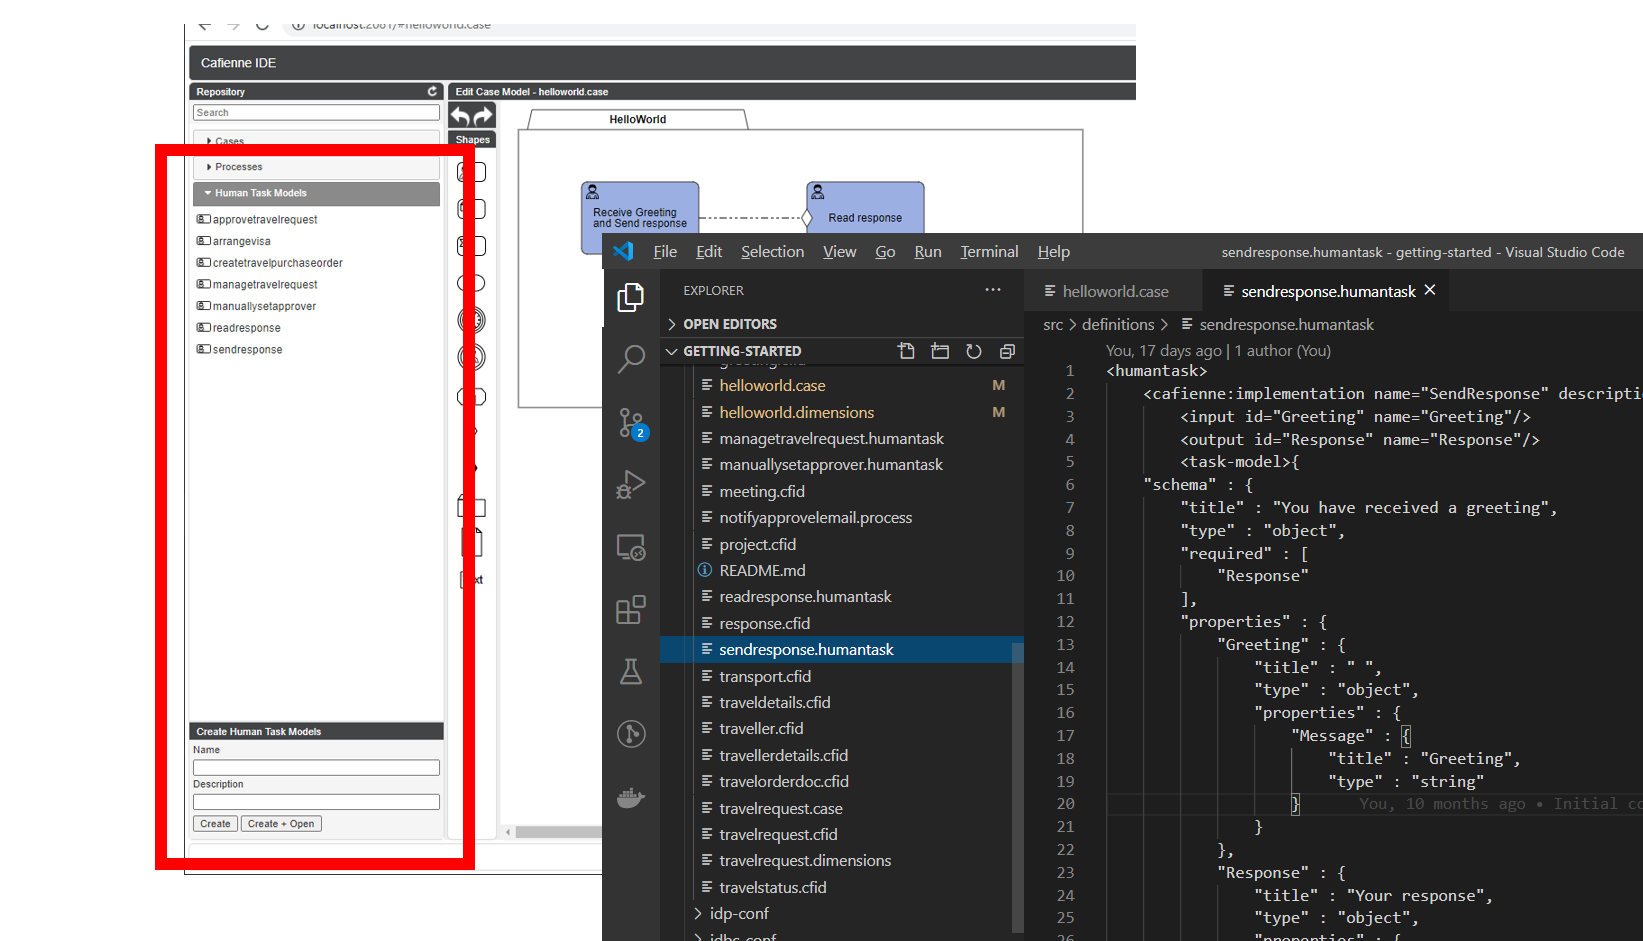 localhost:2081/#helloworld.case
Cafienne IDE
Repository
Edit Case Model - helloworld.case
Search
Cases
Processes
Human Task Models
approvetravelrequest
arrangevisa
createtravelpurchaseorder
managetravelrequest
manuallysetapprover
readresponse
sendresponse
Create Human Task Models
Name
Description
Create
Create + Open
Shapes
HelloWorld
Receive Greeting
and Send response
Read response
File Edit Selection View Go Run Terminal Help
sendresponse.humantask - getting-started - Visual Studio Code
EXPLORER
OPEN EDITORS
GETTING-STARTED
helloworld.case M
helloworld.dimensions M
managetravelrequest.humantask
manuallysetapprover.humantask
meeting.cfid
notifyapprovelemail.process
project.cfid
README.md
readresponse.humantask
response.cfid
sendresponse.humantask
transport.cfid
traveldetails.cfid
traveller.cfid
travellerdetails.cfid
travelorderdoc.cfid
travelrequest.case
travelrequest.cfid
travelrequest.dimensions
travelstatus.cfid
idp-conf
2
helloworld.case
sendresponse.humantask
src > definitions > sendresponse.humantask
You, 17 days ago | 1 author (You)
1 <humantask>
2 <cafienne:implementation name="SendResponse" descriptio
3 <input id="Greeting" name="Greeting"/>
4 <output id="Response" name="Response"/>
5 <task-model>{
6 "schema" : {
7 "title" : "You have received a greeting",
8 "type" : "object",
9 "required" : [
10 "Response"
11 ],
12 "properties" : {
13 "Greeting" : {
14 "title" : " ",
15 "type" : "object",
16 "properties" : {
17 "Message" : {
18 "title" : "Greeting",
19 "type" : "string"
20 } You, 10 months ago • Initial co
21 }
22 },
23 "Response" : {
24 "title" : "Your response",
25 "type" : "object",
26 "properties" : {